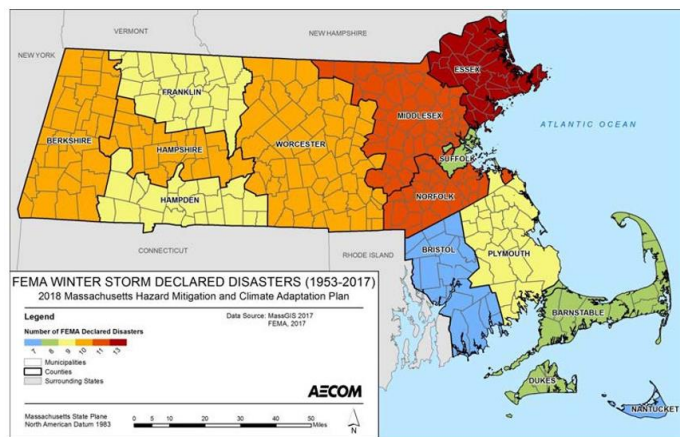 VERMONT
NEW HAMPSHIRE
NEW YORK
ESSEX
FRANKLIN
MIDDLESEX
ATLANTIC OCEAN
BERKSHIRE
HAMPSHIRE
WORCESTER
SUFFOLK
HAMPDEN
NORFOLK
CONNECTICUT
RHODE ISLAND
BRISTOL
PLYMOUTH
BARNSTABLE
DUKES
NANTUCKET
FEMA WINTER STORM DECLARED DISASTERS (1953-2017)
2018 Massachusetts Hazard Mitigation and Climate Adaptation Plan
Legend
Data Source: MassGIS 2017
FEMA, 2017
Number of FEMA Declared Disasters
7 8 9 10 11 13
Municipalities
Counties
Surrounding States
AECOM
Massachusetts State Plane
North American Datum 1983
0 5 10 20 30 40 50
Miles
N